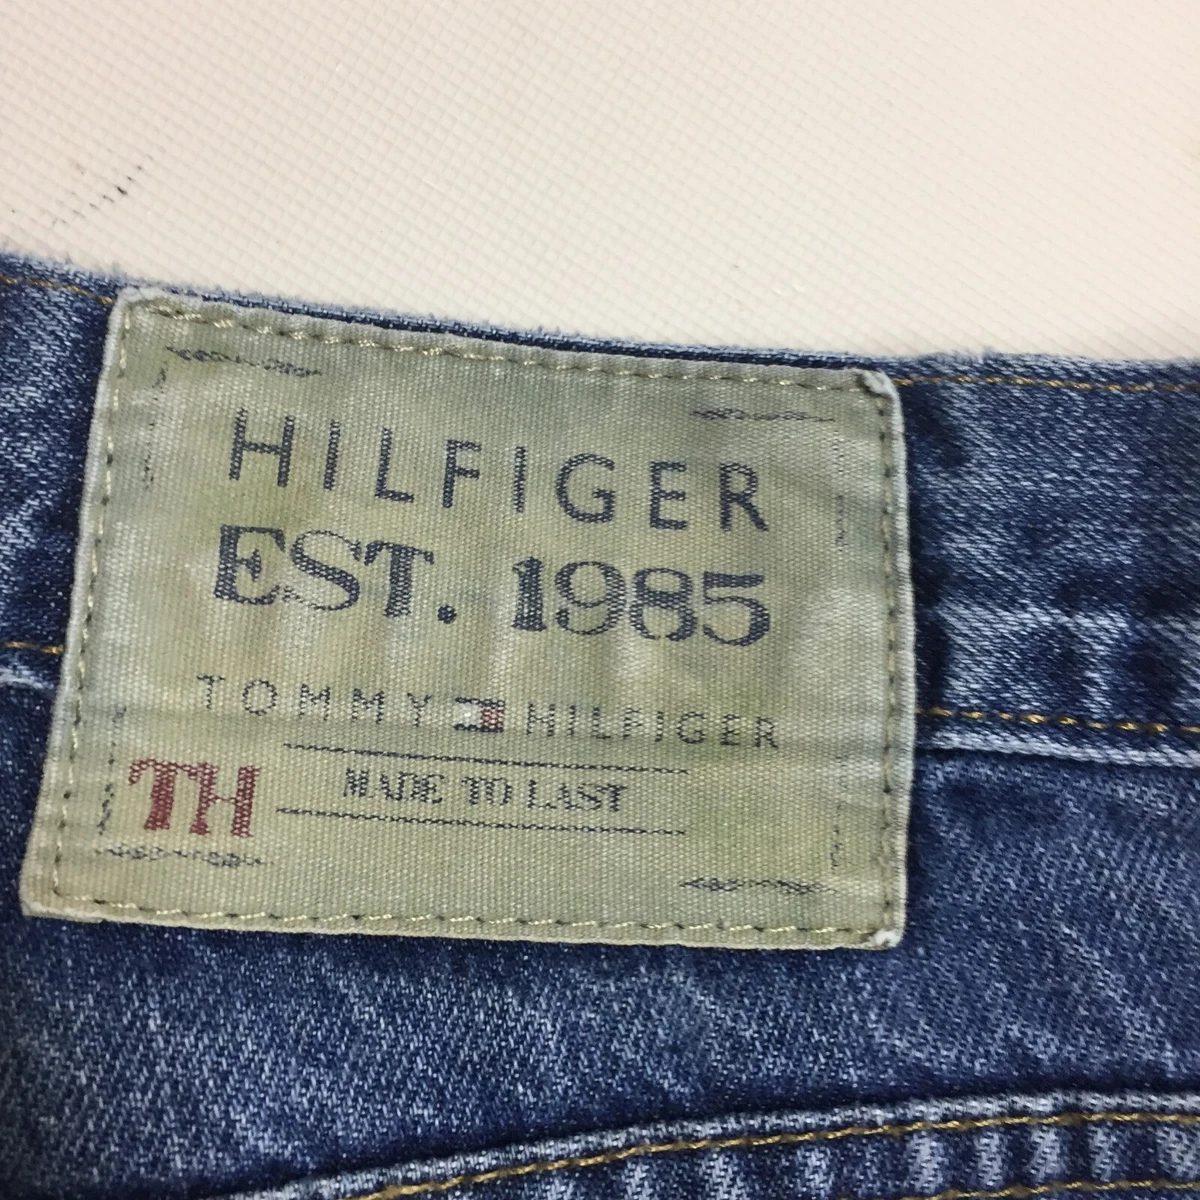 HILFIGER
EST. 1985
TOMMY HILFIGER
TH MADE TO LAST